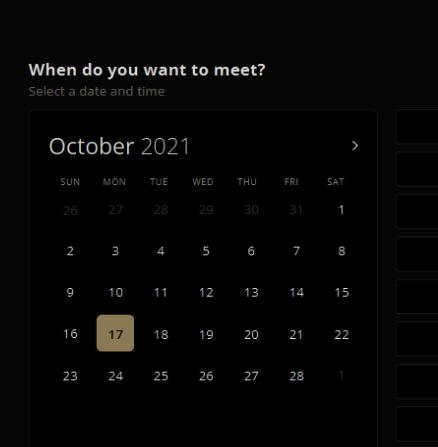 When do you want to meet?
Select a date and time
October 2021
SUN MON TUE WED THU FRI SAT
26 27 28 29 30 31 1
2 3 4 5 6 7 8
9 10 11 12 13 14 15
16 17 18 19 20 21 22
23 24 25 26 27 28 1